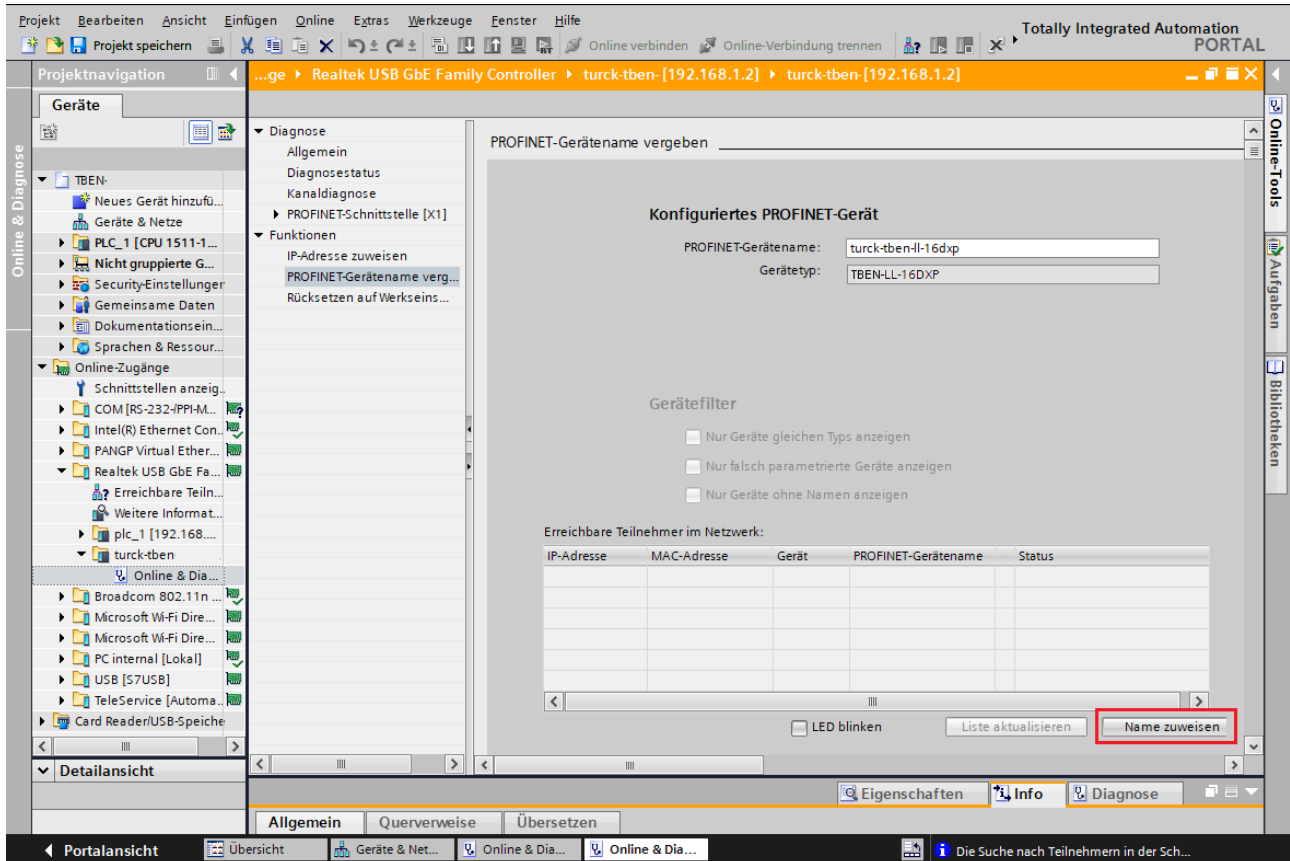 Projekt Bearbeiten Ansicht Einfügen Online Extras Werkzeuge Fenster Hilfe
Totally Integrated Automation
PORTAL
Projekt speichern
Online verbinden
Online-Verbindung trennen
Projektnavigation
...ge Realtek USB GbE Family Controller turck-tben- [192.168.1.2] turck-tben-[192.168.1.2]
Geräte
Online & Diagnose
TBEN-
Neues Gerät hinzufü...
Geräte & Netze
PLC_1 [CPU 1511-1...
Nicht gruppierte G...
Security-Einstellunger
Gemeinsame Daten
Dokumentationsein...
Sprachen & Ressour...
Online-Zugänge
Schnittstellen anzeig..
COM [RS-232-/PPI-M...
Intel(R) Ethernet Con..
PANGP Virtual Ether...
Realtek USB GbE Fa...
Erreichbare Teiln...
Weitere Informat...
plc_1 [192.168....
turck-tben
Online & Dia...
Broadcom 802.11n ...
Microsoft Wi-Fi Dire...
Microsoft Wi-Fi Dire...
PC internal [Lokal]
USB [S7USB]
TeleService [Automa..
Card Reader/USB-Speiche
Detailansicht
Diagnose
Allgemein
Diagnosestatus
Kanaldiagnose
PROFINET-Schnittstelle [X1]
Funktionen
IP-Adresse zuweisen
PROFINET-Gerätename verg...
Rücksetzen auf Werkseins...
PROFINET-Gerätename vergeben
Konfiguriertes PROFINET-Gerät
PROFINET-Gerätename: turck-tben-ll-16dxp
Gerätetyp: TBEN-LL-16DXP
Gerätefilter
Nur Geräte gleichen Typs anzeigen
Nur falsch parametrierte Geräte anzeigen
Nur Geräte ohne Namen anzeigen
Erreichbare Teilnehmer im Netzwerk:
IP-Adresse MAC-Adresse Gerät PROFINET-Gerätename Status
LED blinken
Liste aktualisieren
Name zuweisen
Online-Tools
Aufgaben
Bibliotheken
Eigenschaften
Info
Diagnose
Allgemein
Querverweise
Übersetzen
Portalansicht
Übersicht
Geräte & Net...
Online & Dia...
Online & Dia...
Die Suche nach Teilnehmern in der Sch...